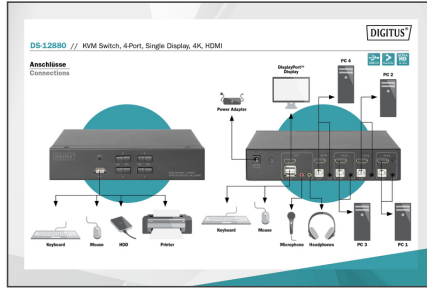 DIGITUS®
DS-12880 // KVM Switch, 4-Port, Single Display, 4K, HDMI
Anschlüsse
Connections
PC 4
DisplayPort™
Display
PC 2
Power Adapter
DIGITUS
Keyboard
Mouse
HDD
Printer
Keyboard
Mouse
Microphone
Headphones
PC 3
PC 1